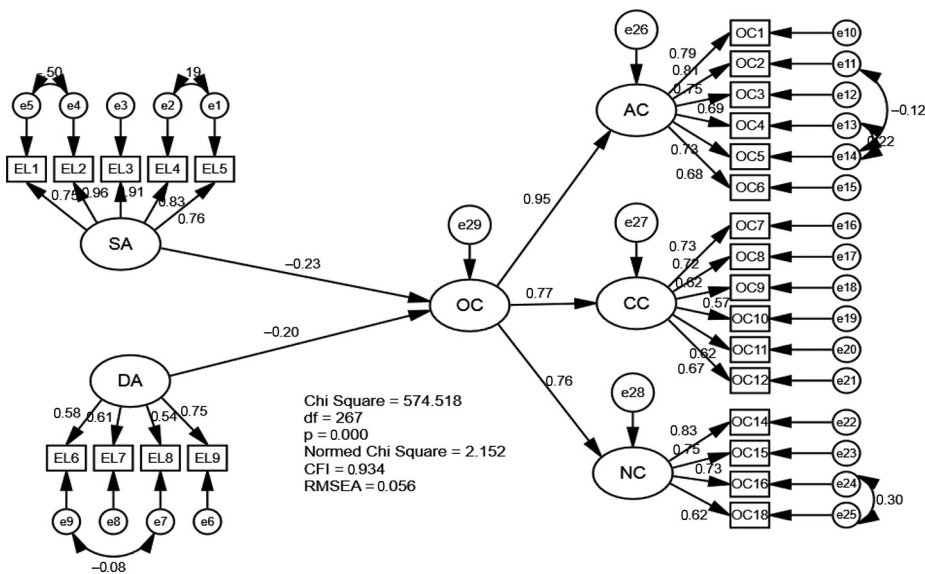 e26
OC1
e10
0.79
OC2
e11
0.81
–.50
.19
0.75
OC3
e12
e5
e4
e3
e2
e1
AC
0.69
OC4
e13
–0.12
OC5
e14
0.22
0.73
0.68
OC6
e15
EL1
EL2
EL3
EL4
EL5
0.75
0.96
.91
0.83
0.76
0.95
SA
e29
e27
OC7
e16
0.73
OC8
e17
0.72
–0.23
0.62
OC9
e18
OC
0.77
CC
0.57
OC10
e19
–0.20
OC11
e20
0.62
0.67
OC12
e21
DA
0.76
e28
0.58
0.61
0.54
0.75
Chi Square = 574.518
df = 267
p = 0.000
Normed Chi Square = 2.152
CFI = 0.934
RMSEA = 0.056
OC14
e22
0.83
OC15
e23
0.75
EL6
EL7
EL8
EL9
NC
0.73
OC16
e24
0.30
0.62
OC18
e25
e9
e8
e7
e6
–0.08